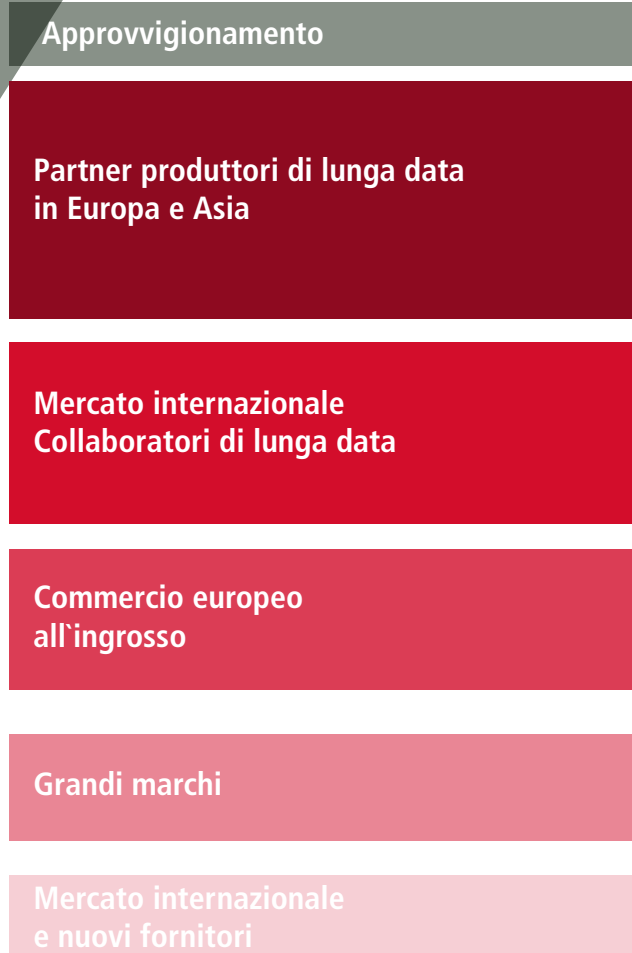 Approvvigionamento
Partner produttori di lunga data
in Europa e Asia
Mercato internazionale
Collaboratori di lunga data
Commercio europeo
all`ingrosso
Grandi marchi
Mercato internazionale
e nuovi fornitori